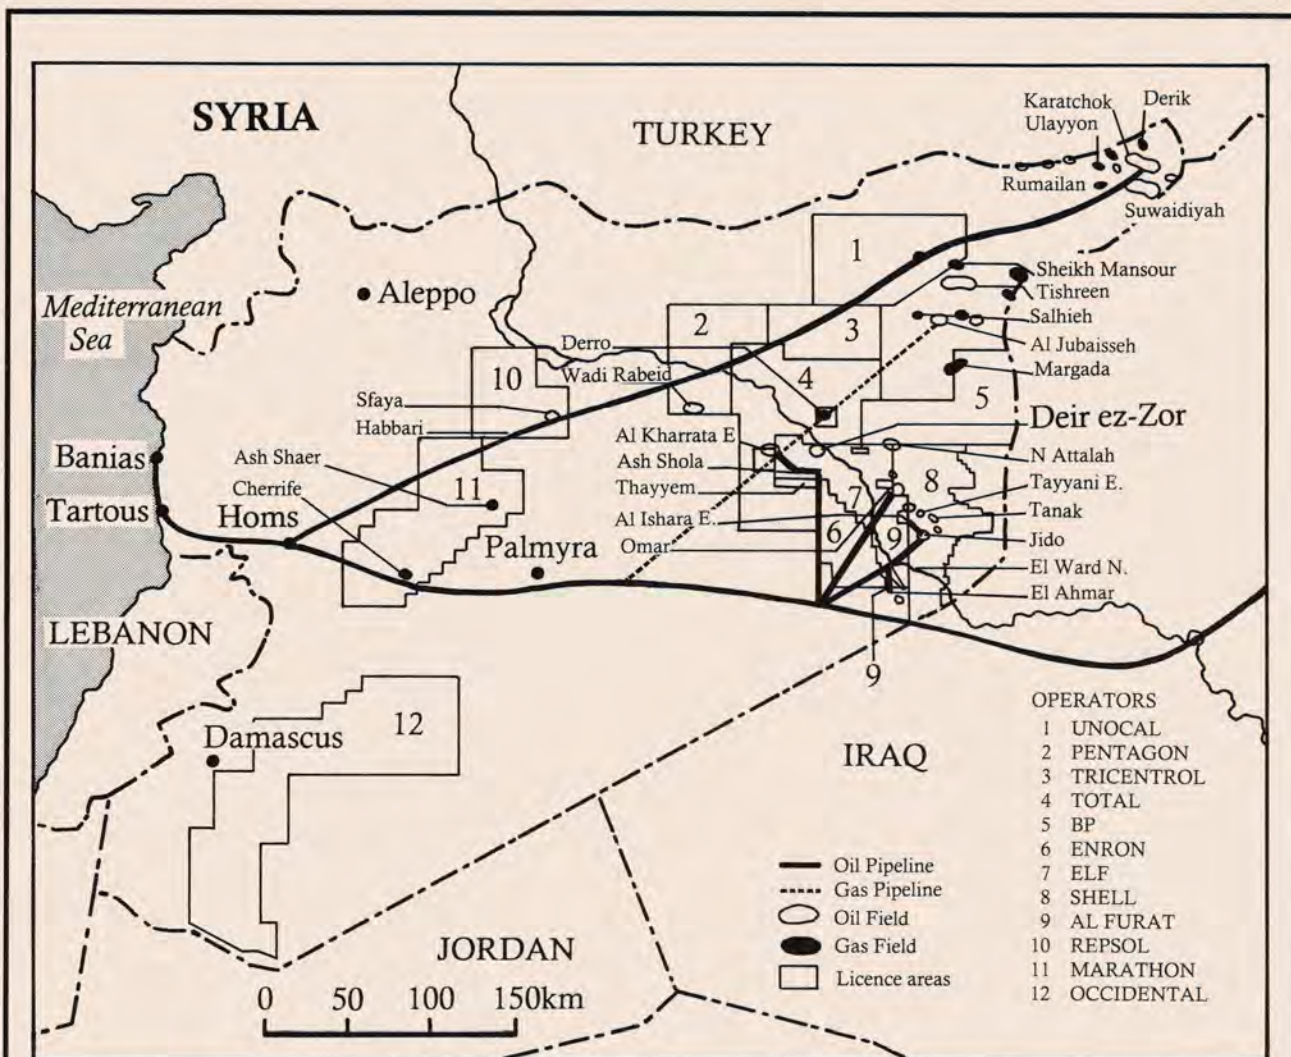 SYRIA
TURKEY
Karatchok
Derik
Ulayyon
Rumailan
Suwaidiyah
1
Sheikh Mansour
Tishreen
Salhieh
Al Jubaisseh
Margada
Mediterranean
Sea
Aleppo
2
3
Derro
Wadi Rabeid
4
5
10
Sfaya
Habbari
Deir ez-Zor
Al Kharrata E
Ash Shola
Thayyem
Al Ishara E.
Omar
N Attalah
Tayyani E.
Tanak
Jido
El Ward N.
El Ahmar
7
8
6
9
9
Banias
Tartous
Ash Shaer
Cherrife
11
Homs
Palmyra
LEBANON
Damascus
12
IRAQ
JORDAN
OPERATORS
1 UNOCAL
2 PENTAGON
3 TRICENTROL
4 TOTAL
5 BP
6 ENRON
7 ELF
8 SHELL
9 AL FURAT
10 REPSOL
11 MARATHON
12 OCCIDENTAL
Oil Pipeline
Gas Pipeline
Oil Field
Gas Field
Licence areas
0 50 100 150km